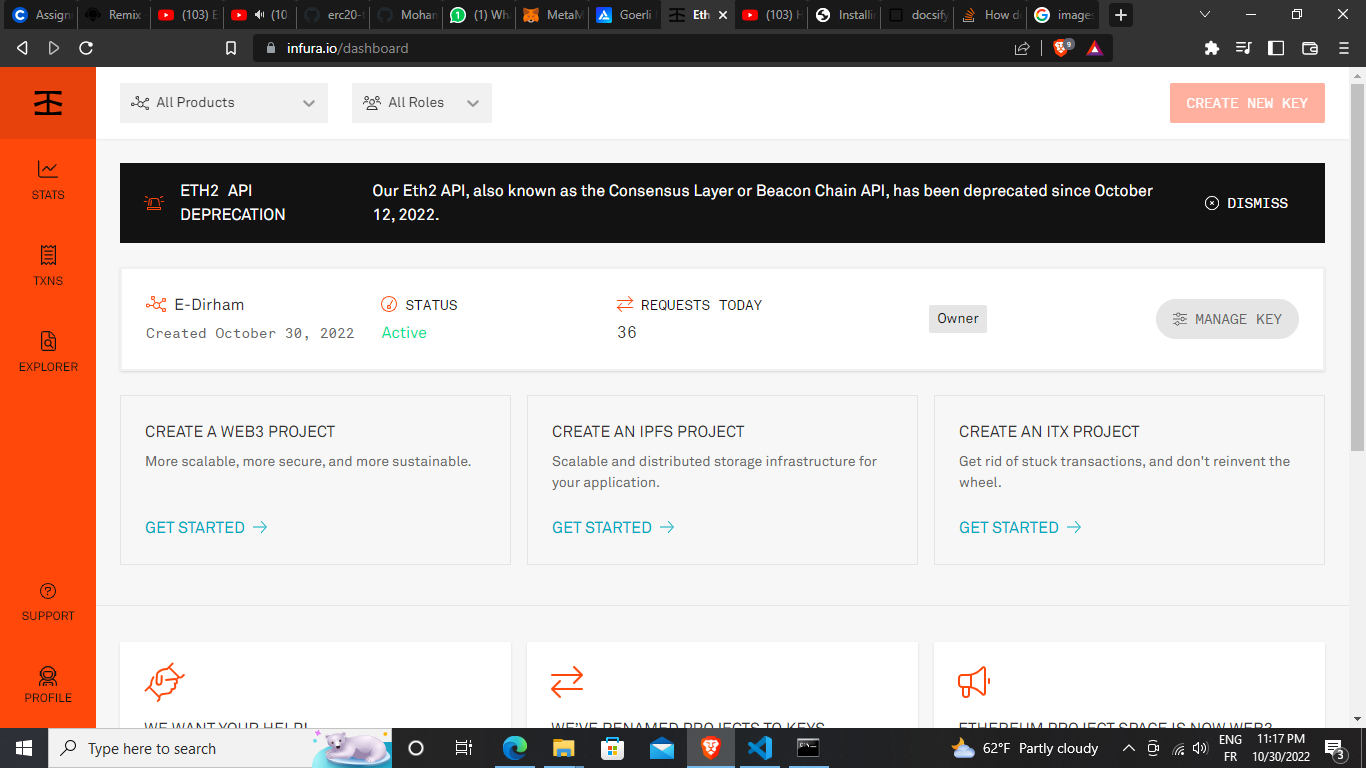 Assign
Remix
(103) E
(10
erc20-t
Mohan
(1) Wha
MetaM
Goerli
Eth
(103) H
Installin
docsify
How do
images
infura.io/dashboard
All Products
All Roles
CREATE NEW KEY
STATS
TXNS
EXPLORER
SUPPORT
PROFILE
ETH2 API
DEPRECATION
Our Eth2 API, also known as the Consensus Layer or Beacon Chain API, has been deprecated since October
12, 2022.
DISMISS
E-Dirham
Created October 30, 2022
STATUS
Active
REQUESTS TODAY
36
Owner
MANAGE KEY
CREATE A WEB3 PROJECT
More scalable, more secure, and more sustainable.
GET STARTED
CREATE AN IPFS PROJECT
Scalable and distributed storage infrastructure for
your application.
GET STARTED
CREATE AN ITX PROJECT
Get rid of stuck transactions, and don't reinvent the
wheel.
GET STARTED
WE WANT YOUR HELP!
WE'VE RENAMED PROJECTS TO KEYS
ETHEREUM PROJECT SPACE IS NOW WEB3
Type here to search
62°F Partly cloudy
ENG
FR
11:17 PM
10/30/2022
3